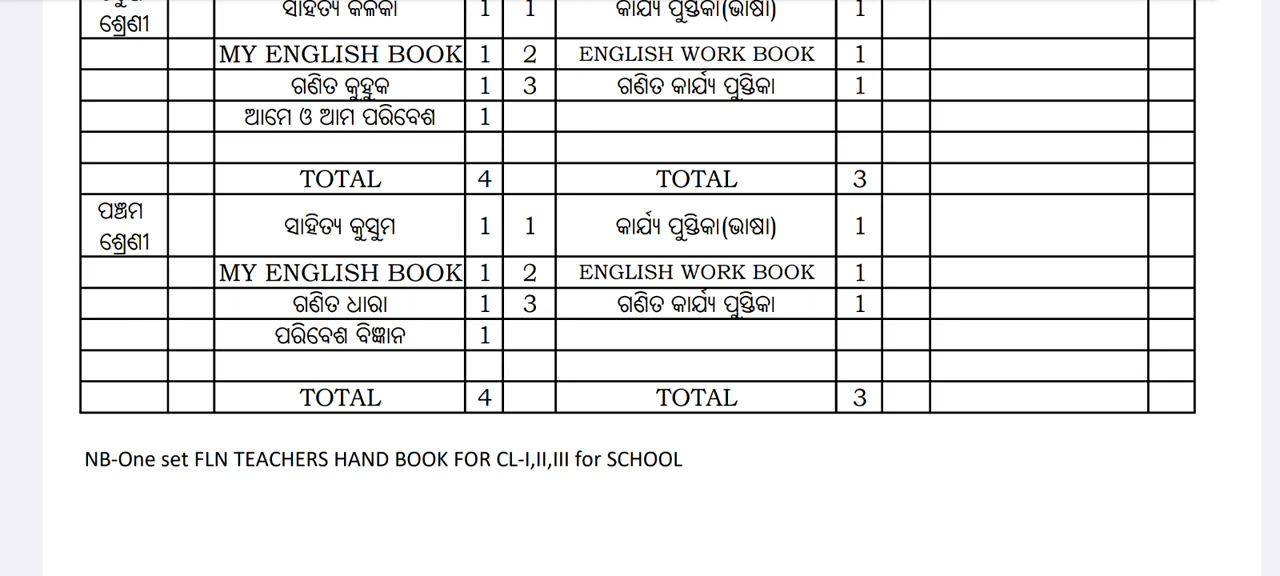 ଶ୍ରେଣୀ
ସାହିତ୍ୟ 1 1 କାର୍ଯ୍ୟ ପୁସ୍ତିକା(ଭାଷା) 1
MY ENGLISH BOOK 1 2 ENGLISH WORK BOOK 1
ଗଣିତ କୁହୁକ 1 3 ଗଣିତ କାର୍ଯ୍ୟ ପୁସ୍ତିକା 1
ଆମେ ଓ ଆମ ପରିବେଶ 1
TOTAL 4 TOTAL 3
ପଞ୍ଚମ
ଶ୍ରେଣୀ
ସାହିତ୍ୟ କୁସୁମ 1 1 କାର୍ଯ୍ୟ ପୁସ୍ତିକା(ଭାଷା) 1
MY ENGLISH BOOK 1 2 ENGLISH WORK BOOK 1
ଗଣିତ ଧାରା 1 3 ଗଣିତ କାର୍ଯ୍ୟ ପୁସ୍ତିକା 1
ପରିବେଶ ବିଜ୍ଞାନ 1
TOTAL 4 TOTAL 3
NB-One set FLN TEACHERS HAND BOOK FOR CL-I,II,III for SCHOOL